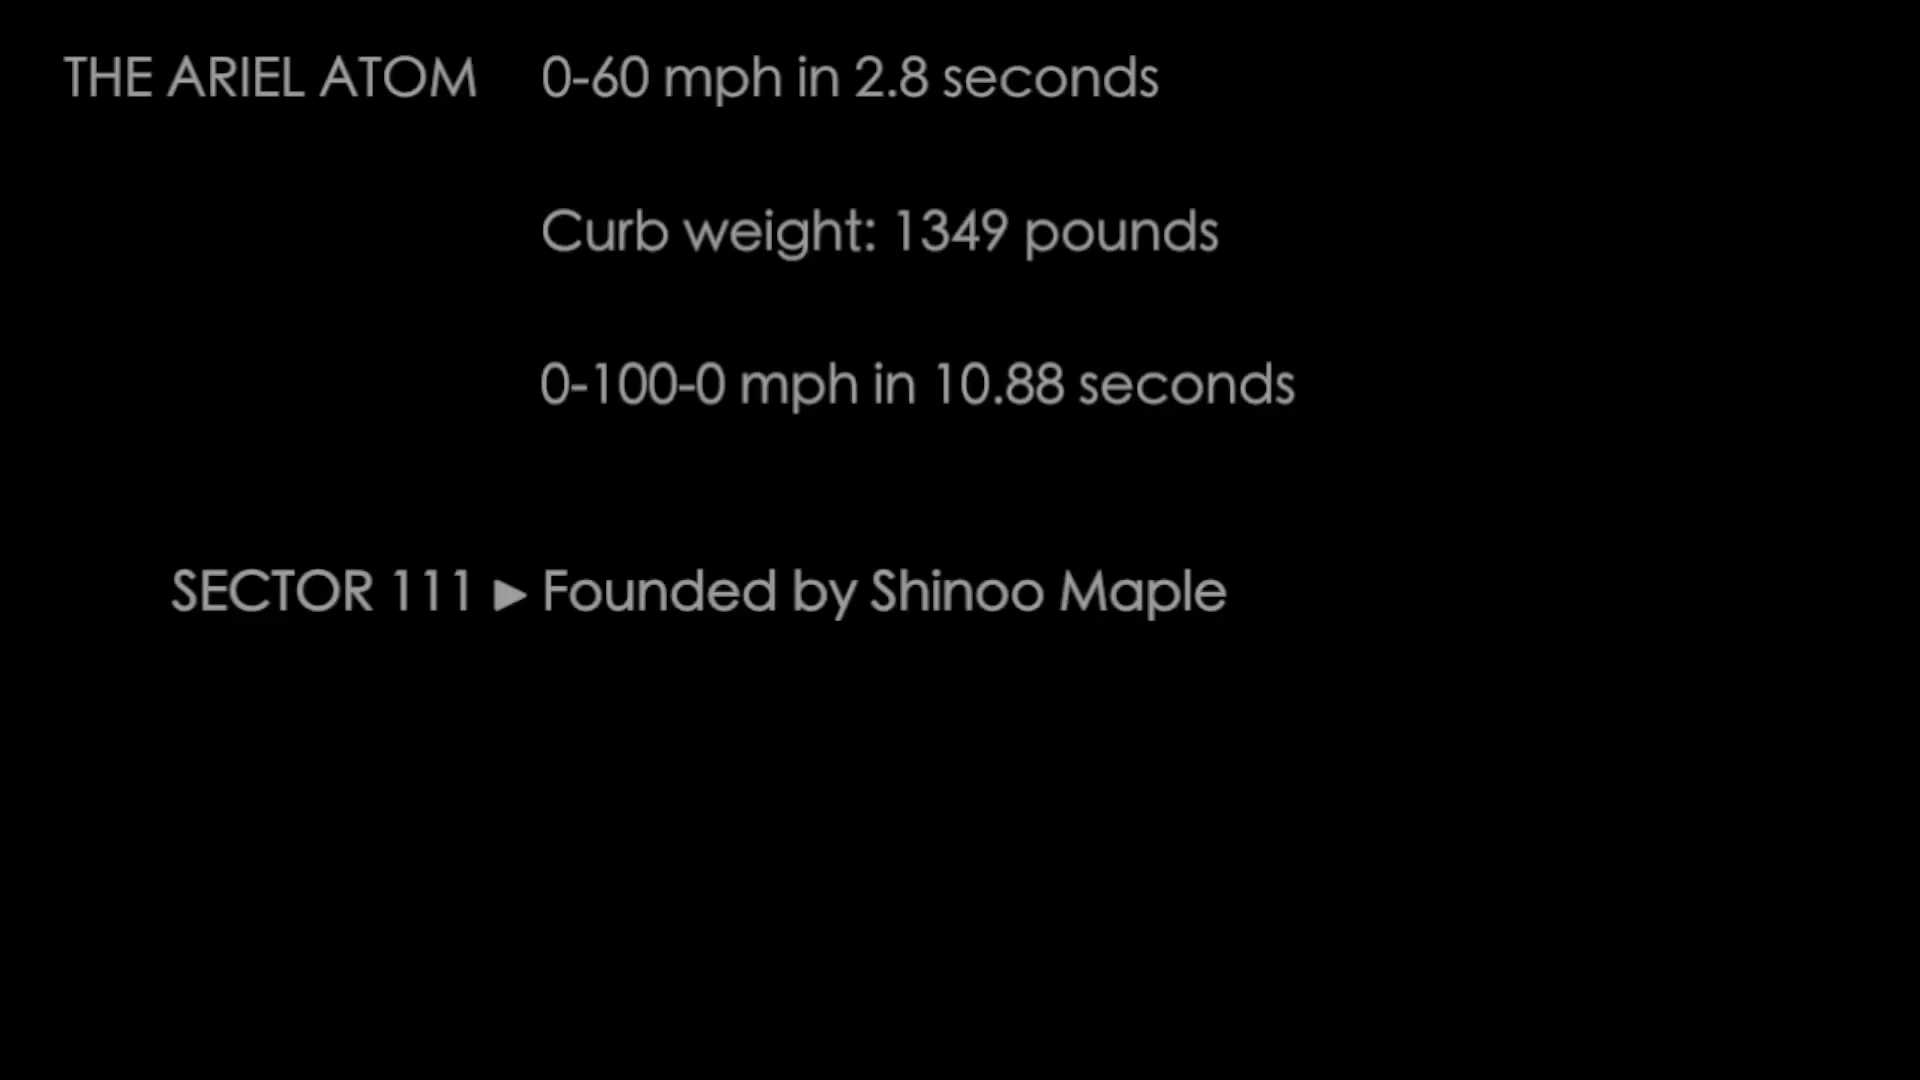 THE ARIEL ATOM 0-60 mph in 2.8 seconds
Curb weight: 1349 pounds
0-100-0 mph in 10.88 seconds
SECTOR 111 ▶ Founded by Shinoo Maple